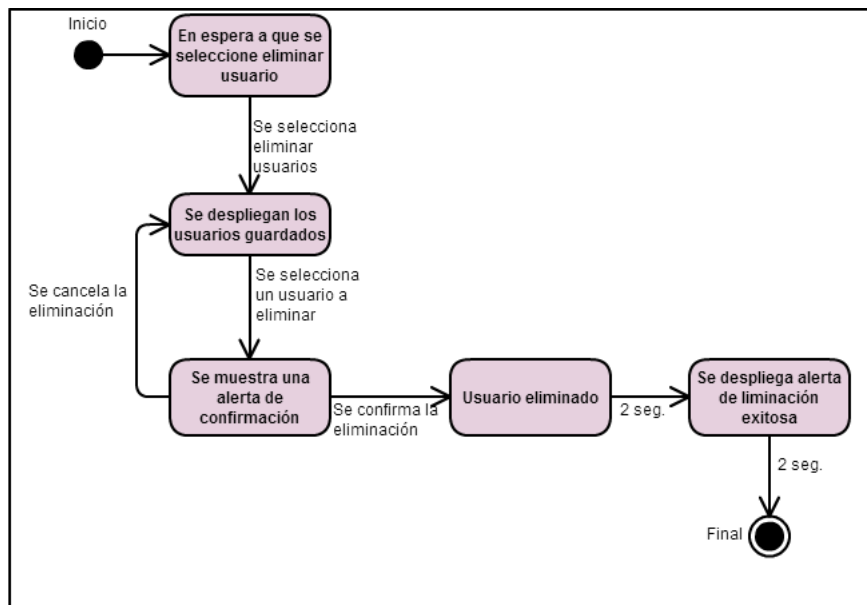 Inicio
En espera a que se
seleccione eliminar
usuario
Se selecciona
eliminar
usuarios
Se despliegan los
usuarios guardados
Se cancela la
eliminación
Se selecciona
un usuario a
eliminar
Se muestra una
alerta de
confirmación
Se confirma la
eliminación
Usuario eliminado
2 seg.
Se despliega alerta
de liminación
exitosa
2 seg.
Final